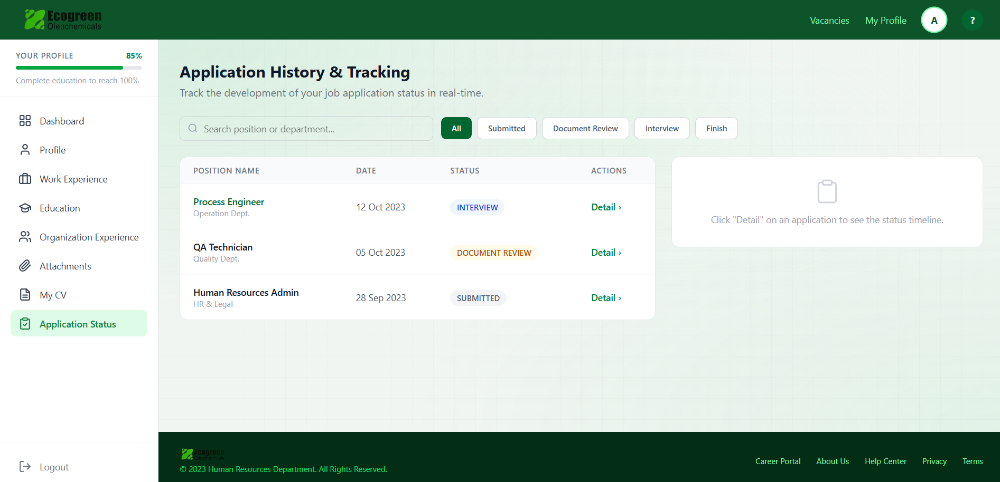 Ecogreen
Oleochemicals
Vacancies
My Profile
A
?
YOUR PROFILE
85%
Complete education to reach 100%
Dashboard
Profile
Work Experience
Education
Organization Experience
Attachments
My CV
Application Status
Logout
Application History & Tracking
Track the development of your job application status in real-time.
Search position or department...
All
Submitted
Document Review
Interview
Finish
POSITION NAME
DATE
STATUS
ACTIONS
Process Engineer
Operation Dept.
12 Oct 2023
INTERVIEW
Detail ›
QA Technician
Quality Dept.
05 Oct 2023
DOCUMENT REVIEW
Detail ›
Human Resources Admin
HR & Legal
28 Sep 2023
SUBMITTED
Detail ›
Click "Detail" on an application to see the status timeline.
Ecogreen
Oleochemicals
© 2023 Human Resources Department. All Rights Reserved.
Career Portal
About Us
Help Center
Privacy
Terms